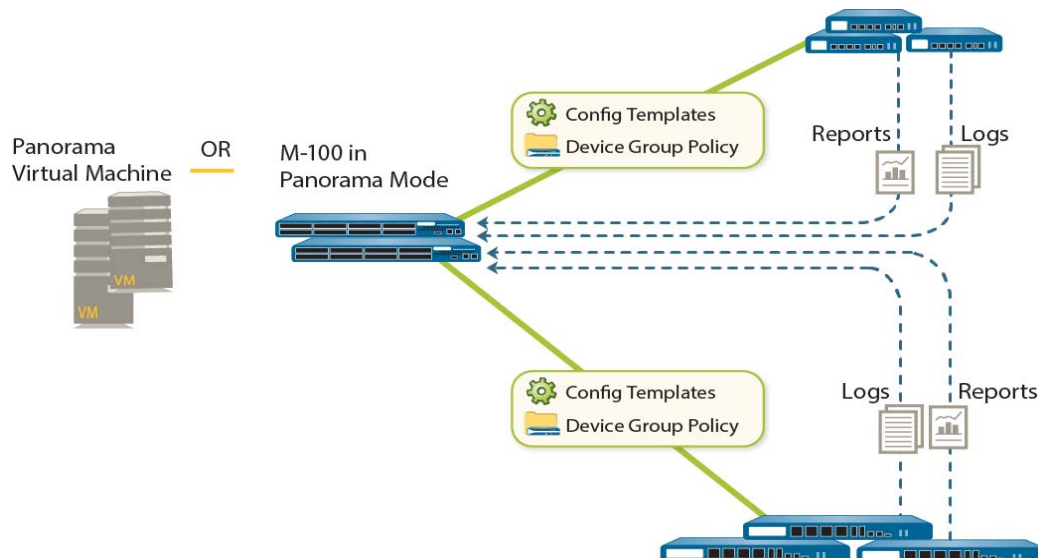 Panorama
Virtual Machine
OR
M-100 in
Panorama Mode
VM
VM
Config Templates
Device Group Policy
Reports
Logs
Config Templates
Device Group Policy
Logs
Reports